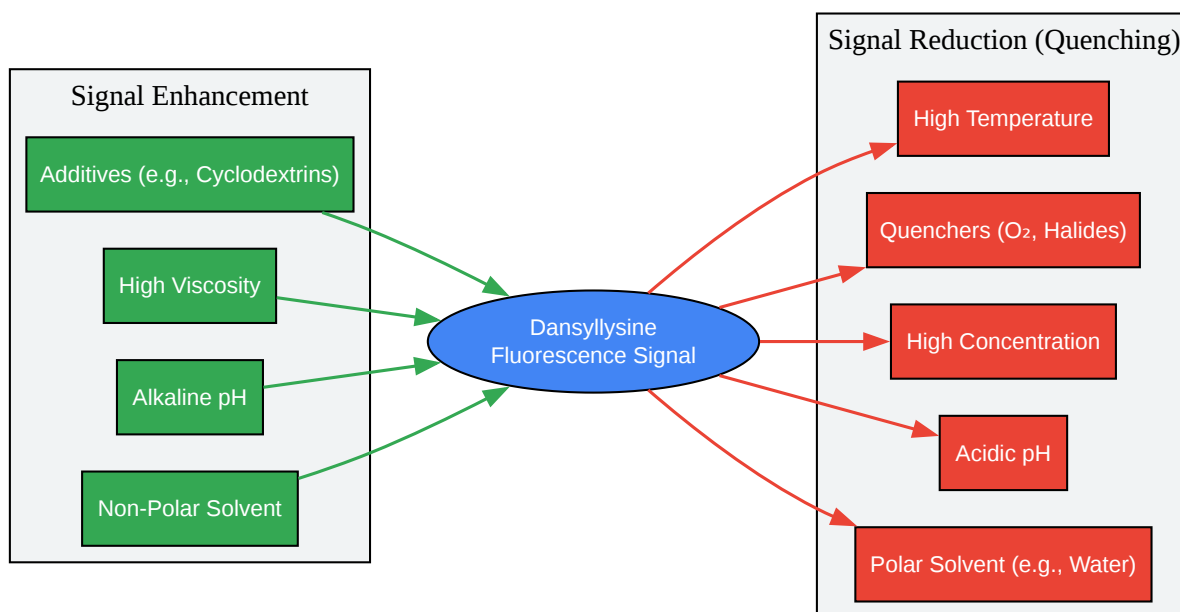 Signal Enhancement
Additives (e.g., Cyclodextrins)
High Viscosity
Alkaline pH
Non-Polar Solvent
Dansyllysine
Fluorescence Signal
Signal Reduction (Quenching)
High Temperature
Quenchers (O₂, Halides)
High Concentration
Acidic pH
Polar Solvent (e.g., Water)